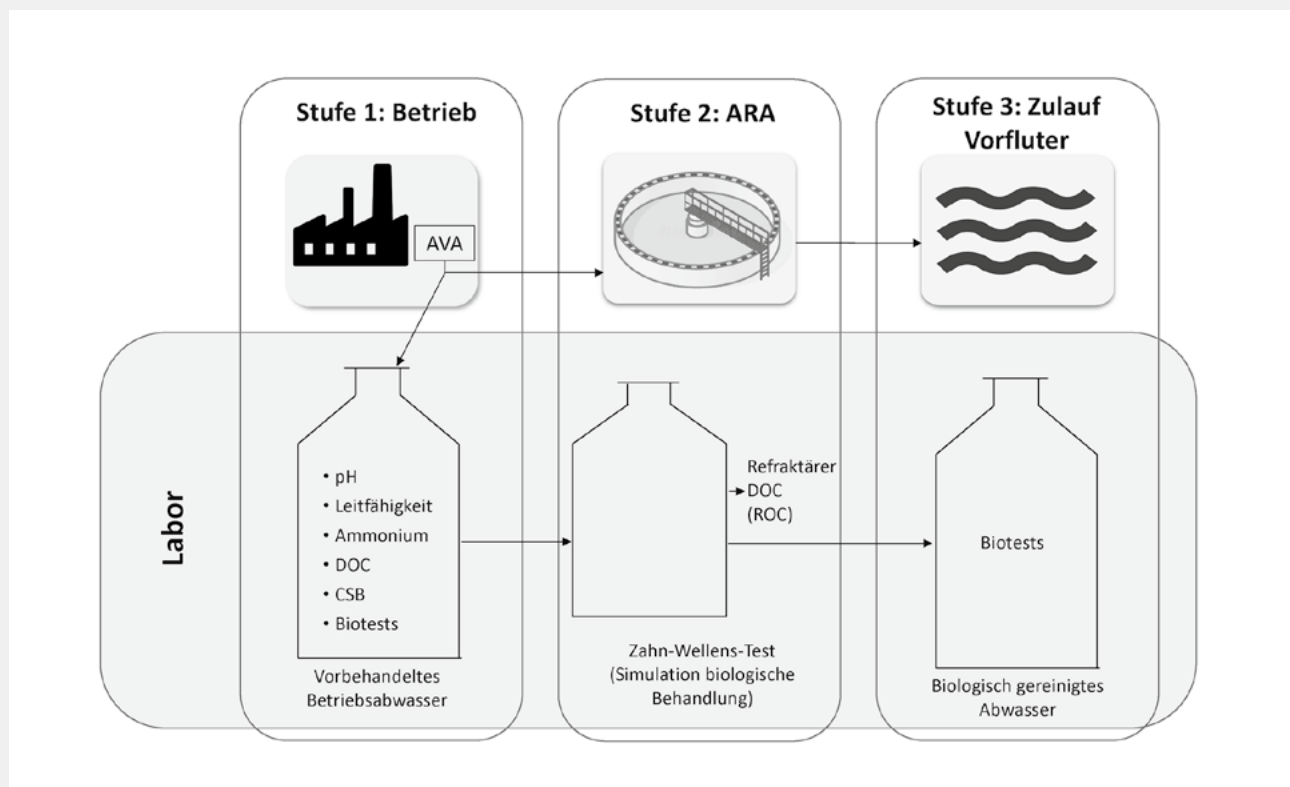 Stufe 1: Betrieb
Stufe 2: ARA
Stufe 3: Zulauf
Vorfluter
AVA
Labor
• pH
• Leitfähigkeit
• Ammonium
• DOC
• CSB
• Biotests
Vorbehandeltes
Betriebsabwasser
Refraktärer
DOC
(ROC)
Zahn-Wellens-Test
(Simulation biologische
Behandlung)
Biotests
Biologisch gereinigtes
Abwasser